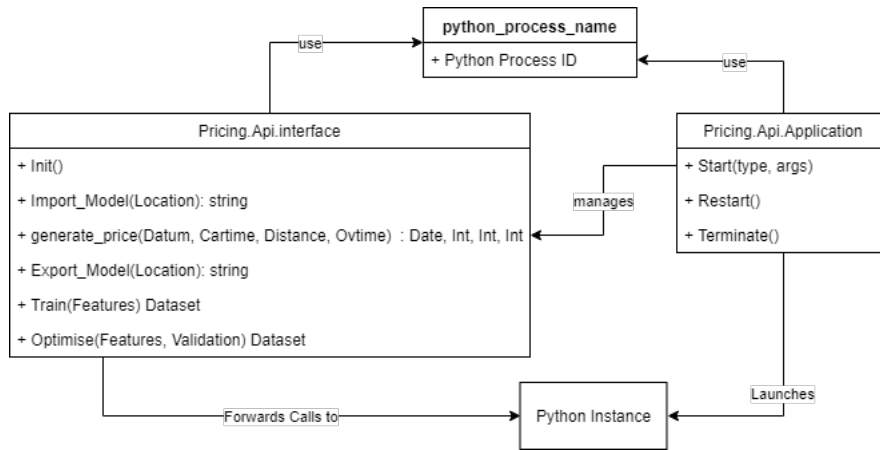 python_process_name
+ Python Process ID
use
use
Pricing.Api.interface
+ Init()
+ Import_Model(Location): string
+ generate_price(Datum, Cartime, Distance, Ovtime)  : Date, Int, Int, Int
+ Export_Model(Location): string
+ Train(Features) Dataset
+ Optimise(Features, Validation) Dataset
manages
Pricing.Api.Application
+ Start(type, args)
+ Restart()
+ Terminate()
Launches
Forwards Calls to
Python Instance